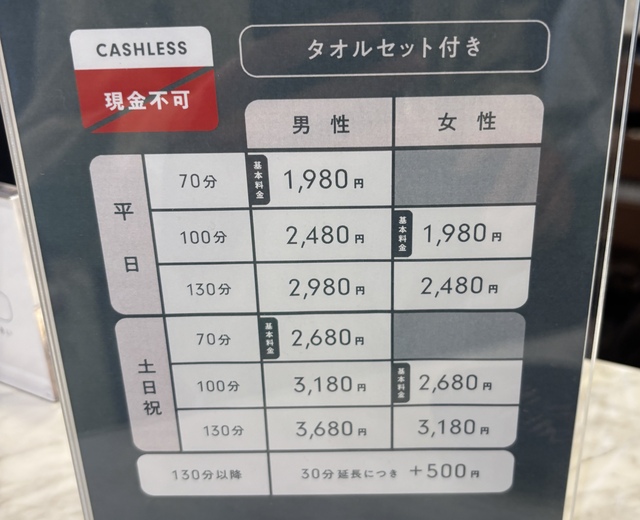 CASHLESS
現金不可
タオルセット付き
男性 女性
平日
70分 基本料金 1,980円
100分 2,480円 基本料金 1,980円
130分 2,980円 2,480円
土日祝
70分 基本料金 2,680円
100分 3,180円 基本料金 2,680円
130分 3,680円 3,180円
130分以降 30分延長につき +500円